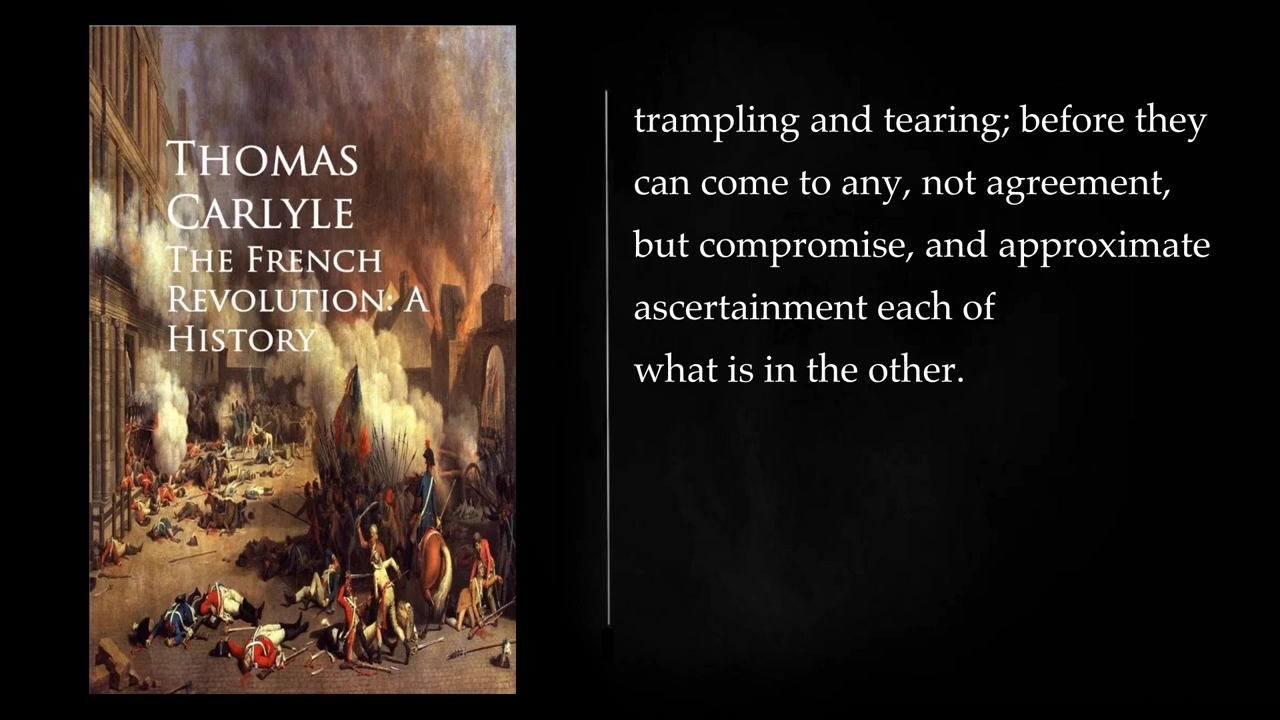 THOMAS
CARLYLE
THE FRENCH
REVOLUTION: A
HISTORY
trampling and tearing; before they
can come to any, not agreement,
but compromise, and approximate
ascertainment each of
what is in the other.